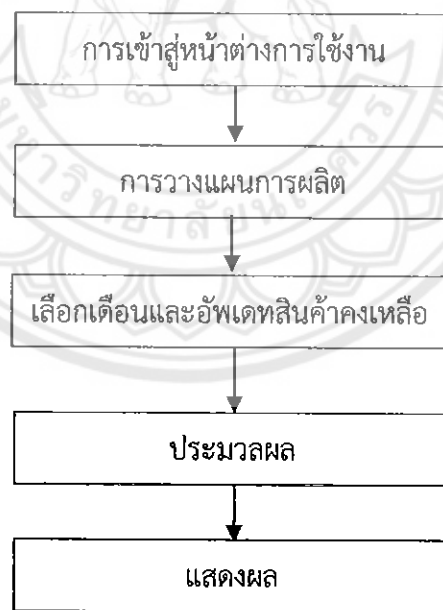 การเข้าสู่หน้าต่างการใช้งาน
การวางแผนการผลิต
เลือกเดือนและอัพเดทสินค้าคงเหลือ
ประมวลผล
แสดงผล